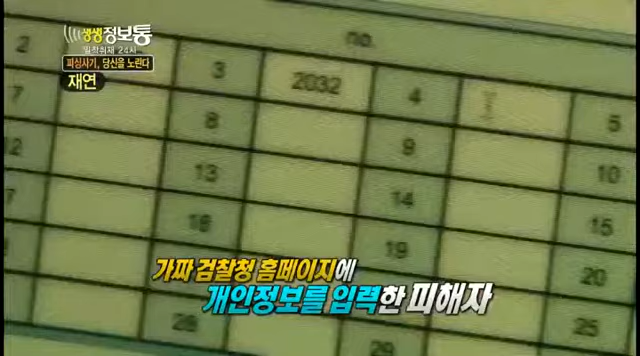 생생정보통
밀착취재 24시
피싱사기, 당신을 노린다
재연
no.
2 3 2032 4 5
7 8 9 10
12 13 14 15
7 18 19 20
25
28 29
가짜 검찰청 홈페이지에
개인정보를 입력한 피해자